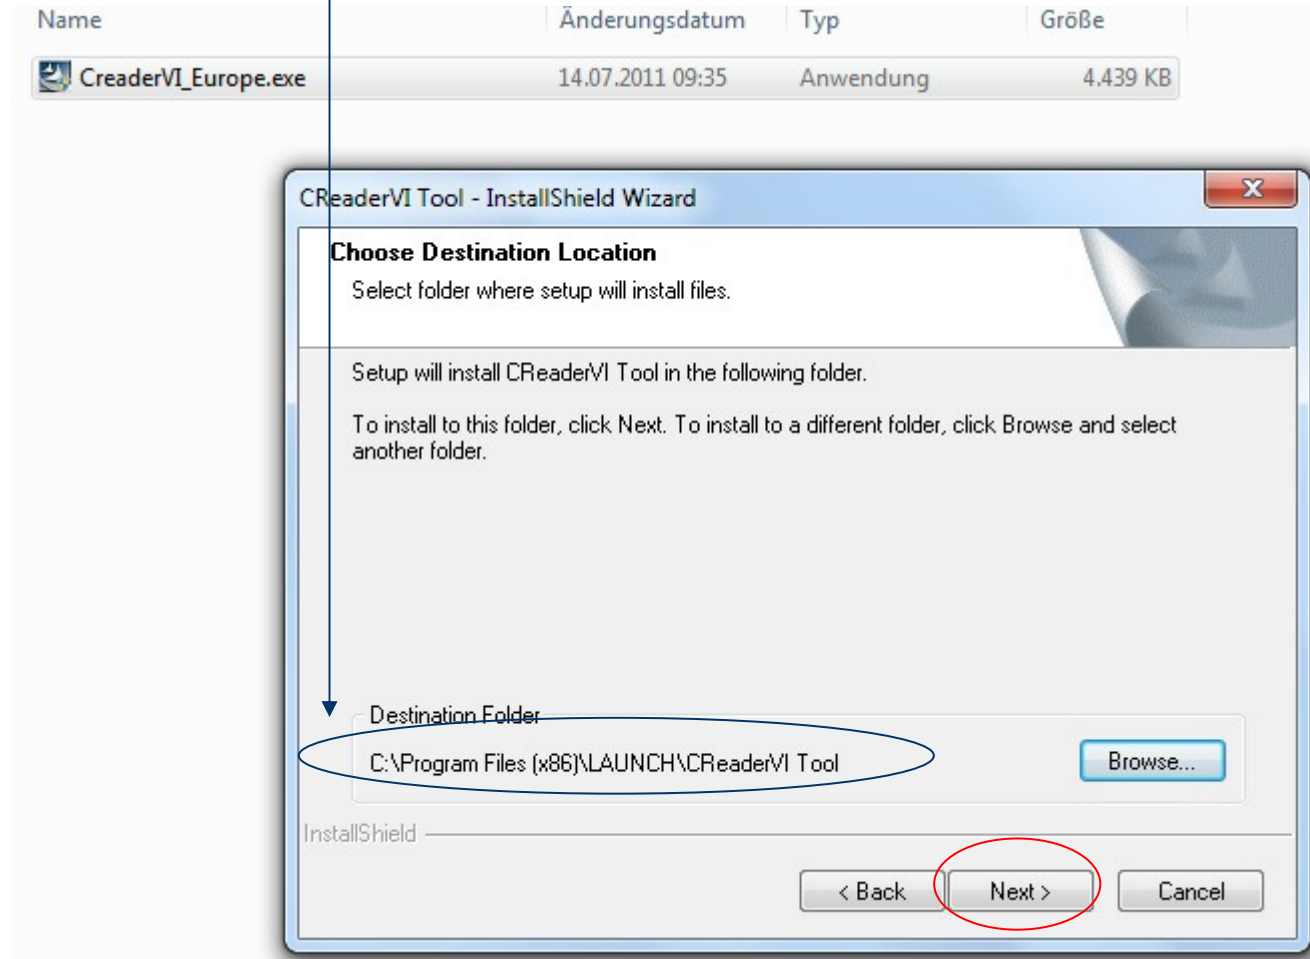 Name Änderungsdatum Typ Größe
CreaderVI_Europe.exe 14.07.2011 09:35 Anwendung 4.439 KB
CReaderVI Tool - InstallShield Wizard
Choose Destination Location
Select folder where setup will install files.
Setup will install CReaderVI Tool in the following folder.
To install to this folder, click Next. To install to a different folder, click Browse and select
another folder.
Destination Folder
C:\Program Files (x86)\LAUNCH\CReaderVI Tool
Browse...
InstallShield
< Back Next > Cancel